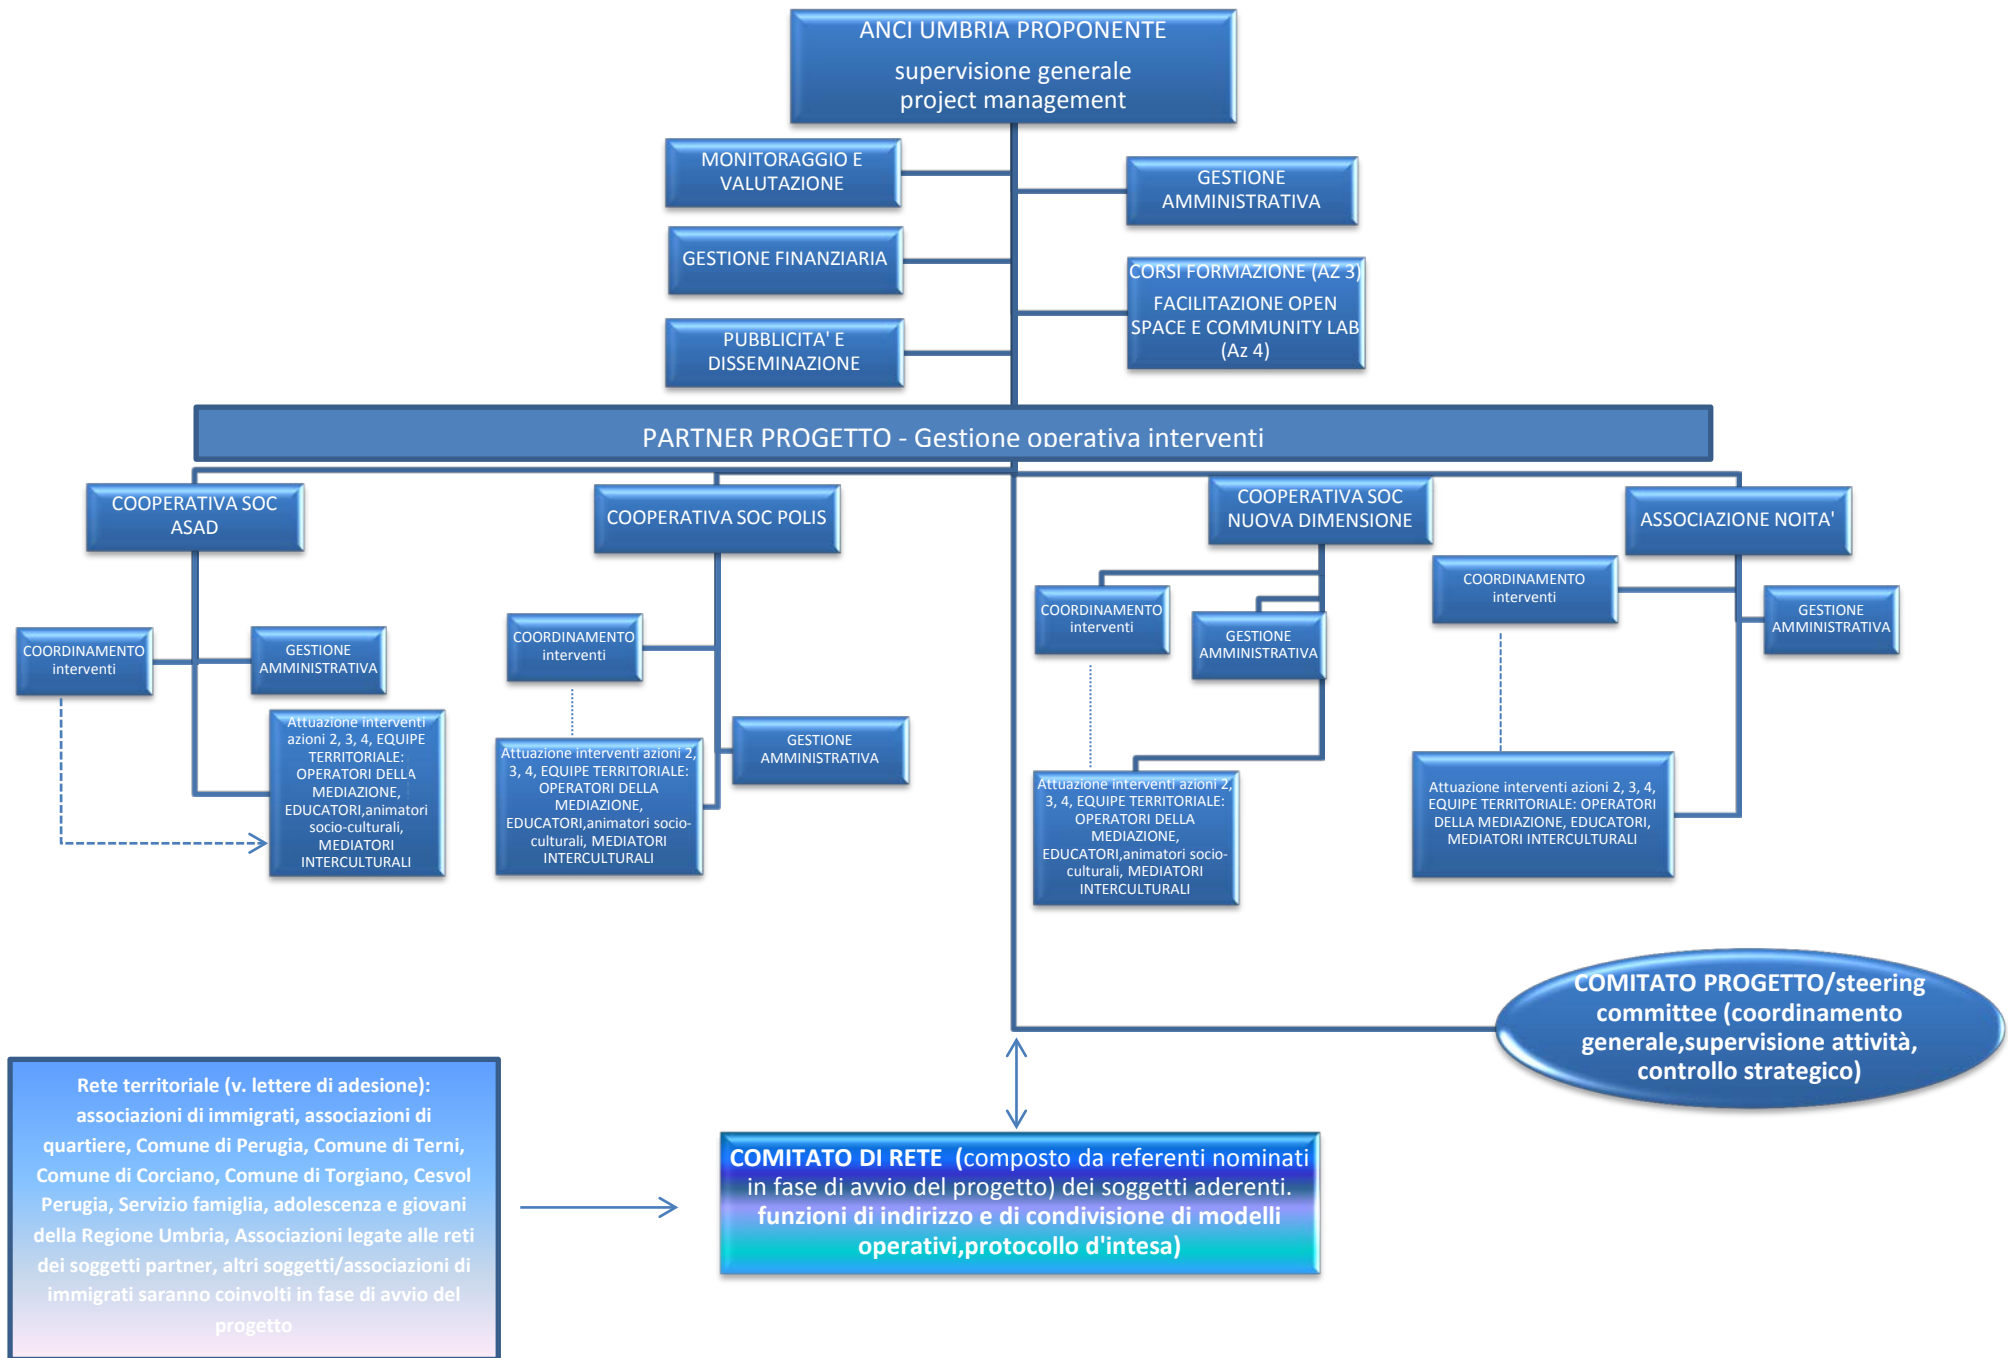 ANCI UMBRIA PROPONENTE
supervisione generale
project management
MONITORAGGIO E
VALUTAZIONE
GESTIONE
AMMINISTRATIVA
GESTIONE FINANZIARIA
CORSI FORMAZIONE (AZ 3)
FACILITAZIONE OPEN
SPACE E COMMUNITY LAB
(Az 4)
PUBBLICITA' E
DISSEMINAZIONE
PARTNER PROGETTO - Gestione operativa interventi
COOPERATIVA SOC
ASAD
COORDINAMENTO
interventi
GESTIONE
AMMINISTRATIVA
Attuazione interventi
azioni 2, 3, 4, EQUIPE
TERRITORIALE:
OPERATORI DELLA
MEDIAZIONE,
EDUCATORI,animatori
socio-culturali,
MEDIATORI
INTERCULTURALI
COOPERATIVA SOC POLIS
COORDINAMENTO
interventi
GESTIONE
AMMINISTRATIVA
Attuazione interventi azioni 2,
3, 4, EQUIPE TERRITORIALE:
OPERATORI DELLA
MEDIAZIONE,
EDUCATORI,animatori socio-
culturali, MEDIATORI
INTERCULTURALI
COOPERATIVA SOC
NUOVA DIMENSIONE
COORDINAMENTO
interventi
GESTIONE
AMMINISTRATIVA
Attuazione interventi azioni 2,
3, 4, EQUIPE TERRITORIALE:
OPERATORI DELLA
MEDIAZIONE,
EDUCATORI,animatori socio-
culturali, MEDIATORI
INTERCULTURALI
ASSOCIAZIONE NOITA'
COORDINAMENTO
interventi
GESTIONE
AMMINISTRATIVA
Attuazione interventi azioni 2, 3, 4,
EQUIPE TERRITORIALE: OPERATORI
DELLA MEDIAZIONE, EDUCATORI,
MEDIATORI INTERCULTURALI
COMITATO PROGETTO/steering
committee (coordinamento
generale,supervisione attività,
controllo strategico)
Rete territoriale (v. lettere di adesione):
associazioni di immigrati, associazioni di
quartiere, Comune di Perugia, Comune di Terni,
Comune di Corciano, Comune di Torgiano, Cesvol
Perugia, Servizio famiglia, adolescenza e giovani
della Regione Umbria, Associazioni legate alle reti
dei soggetti partner, altri soggetti/associazioni di
immigrati saranno coinvolti in fase di avvio del
progetto
COMITATO DI RETE (composto da referenti nominati
in fase di avvio del progetto) dei soggetti aderenti.
funzioni di indirizzo e di condivisione di modelli
operativi,protocollo d'intesa)